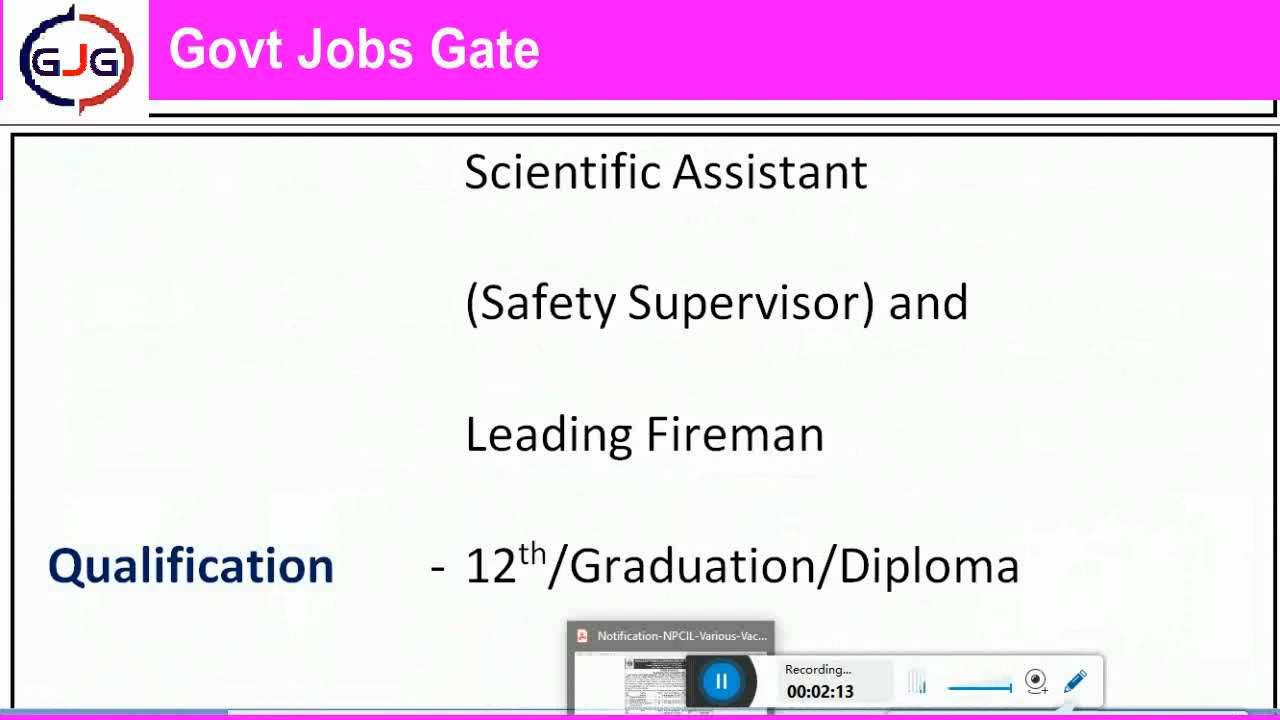 GJG
Govt Jobs Gate
Scientific Assistant
(Safety Supervisor) and
Leading Fireman
Qualification - 12th/Graduation/Diploma
Notification-NPCIL-Various-Vac...
Recording...
00:02:13